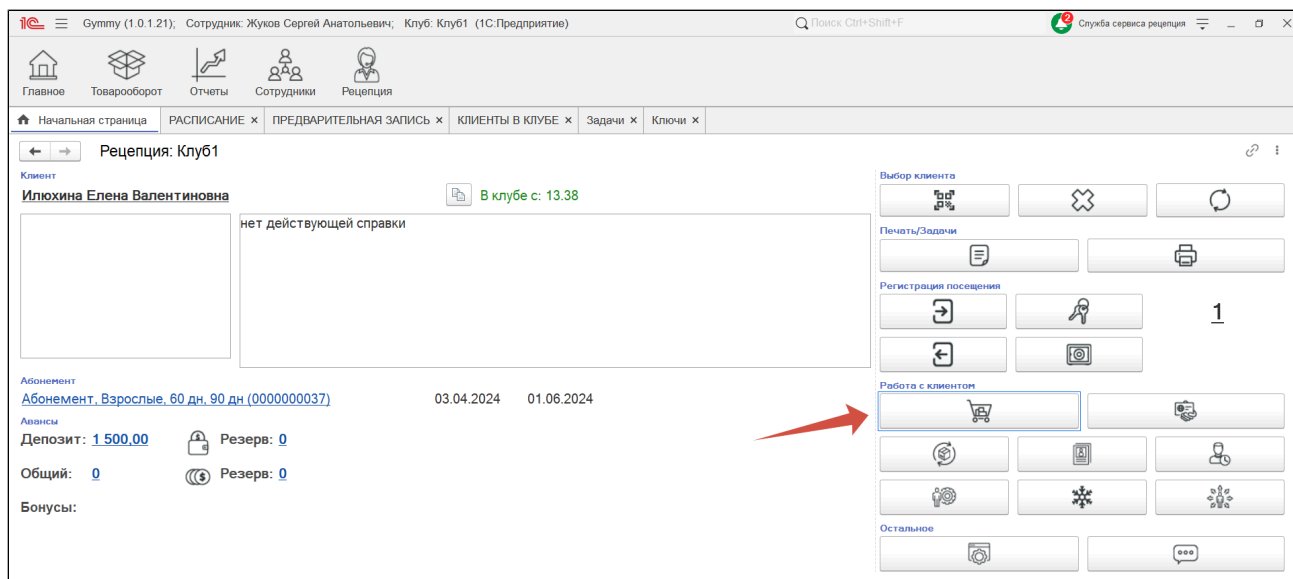 Gymmy (1.0.1.21); Сотрудник: Жуков Сергей Анатольевич; Клуб: Клуб1 (1С:Предприятие)
Поиск Ctrl+Shift+F
2
Служба сервиса рецепция
Главное
Товарооборот
Отчеты
Сотрудники
Рецепция
Начальная страница
РАСПИСАНИЕ ×
ПРЕДВАРИТЕЛЬНАЯ ЗАПИСЬ ×
КЛИЕНТЫ В КЛУБЕ ×
Задачи ×
Ключи ×
Рецепция: Клуб1
Клиент
Илюхина Елена Валентиновна
В клубе с: 13.38
нет действующей справки
Абонемент
Абонемент, Взрослые, 60 дн, 90 дн (0000000037) 03.04.2024 01.06.2024
Авансы
Депозит: 1 500,00 Резерв: 0
Общий: 0 Резерв: 0
Бонусы:
Выбор клиента
Печать/Задачи
Регистрация посещения
1
Работа с клиентом
Остальное